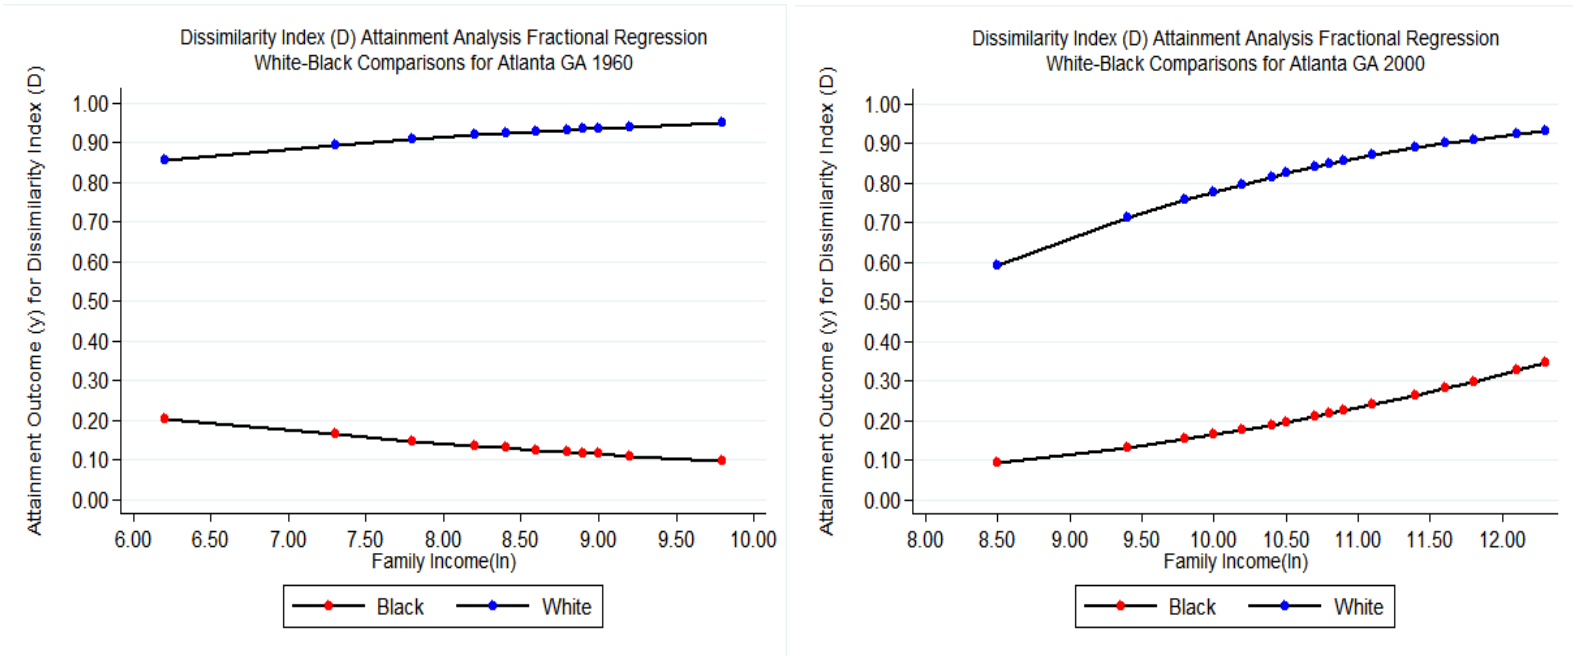 Dissimilarity Index (D) Attainment Analysis Fractional Regression
White-Black Comparisons for Atlanta GA 1960
Attainment Outcome (y) for Dissimilarity Index (D)
1.00
0.90
0.80
0.70
0.60
0.50
0.40
0.30
0.20
0.10
0.00
6.00 6.50 7.00 7.50 8.00 8.50 9.00 9.50 10.00
Family Income(ln)
Black White
Dissimilarity Index (D) Attainment Analysis Fractional Regression
White-Black Comparisons for Atlanta GA 2000
Attainment Outcome (y) for Dissimilarity Index (D)
1.00
0.90
0.80
0.70
0.60
0.50
0.40
0.30
0.20
0.10
0.00
8.00 8.50 9.00 9.50 10.00 10.50 11.00 11.50 12.00
Family Income(ln)
Black White